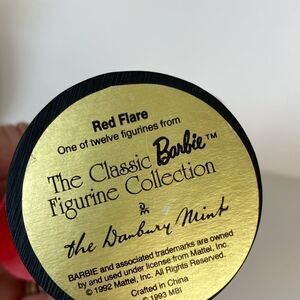 Red Flare
One of twelve figurines from
The Classic Barbie™
Figurine Collection
DM
the Danbury Mint
BARBIE and associated trademarks are owned
by and used under license from Mattel, Inc.
© 1992 Mattel, Inc. All Rights Reserved.
Crafted in China
© 1993 MBI